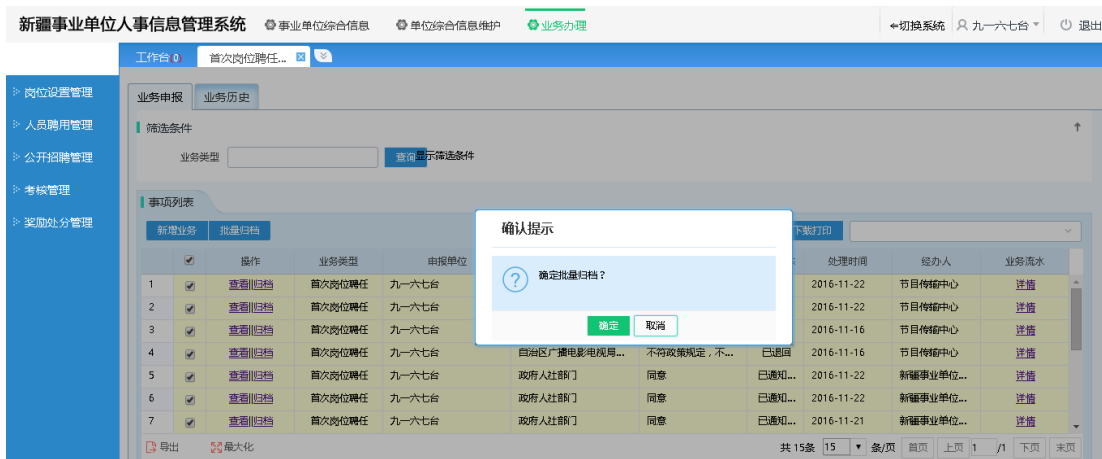 新疆事业单位人事信息管理系统 事业单位综合信息 单位综合信息维护 业务办理 切换系统 九一六七台 退出
工作台(0) 首次岗位聘任...
岗位设置管理
人员聘用管理
公开招聘管理
考核管理
奖励处分管理
业务申报 业务历史
筛选条件
业务类型 查询 显示筛选条件
事项列表
新增业务 批量归档 下载打印
操作 业务类型 申报单位 处理时间 经办人 业务流水
确认提示
确定批量归档？
确定 取消
1 查看||归档 首次岗位聘任 九一六七台 2016-11-22 节目传输中心 详情
2 查看||归档 首次岗位聘任 九一六七台 2016-11-22 节目传输中心 详情
3 查看||归档 首次岗位聘任 九一六七台 2016-11-16 节目传输中心 详情
4 查看||归档 首次岗位聘任 九一六七台 自治区广播电影电视局... 不符政策规定，不... 已退回 2016-11-16 节目传输中心 详情
5 查看||归档 首次岗位聘任 九一六七台 政府人社部门 同意 已通知... 2016-11-22 新疆事业单位... 详情
6 查看||归档 首次岗位聘任 九一六七台 政府人社部门 同意 已通知... 2016-11-22 新疆事业单位... 详情
7 查看||归档 首次岗位聘任 九一六七台 政府人社部门 同意 已通知... 2016-11-21 新疆事业单位... 详情
导出 最大化 共 15条 15 条/页 首页 上页 1 /1 下页 末页